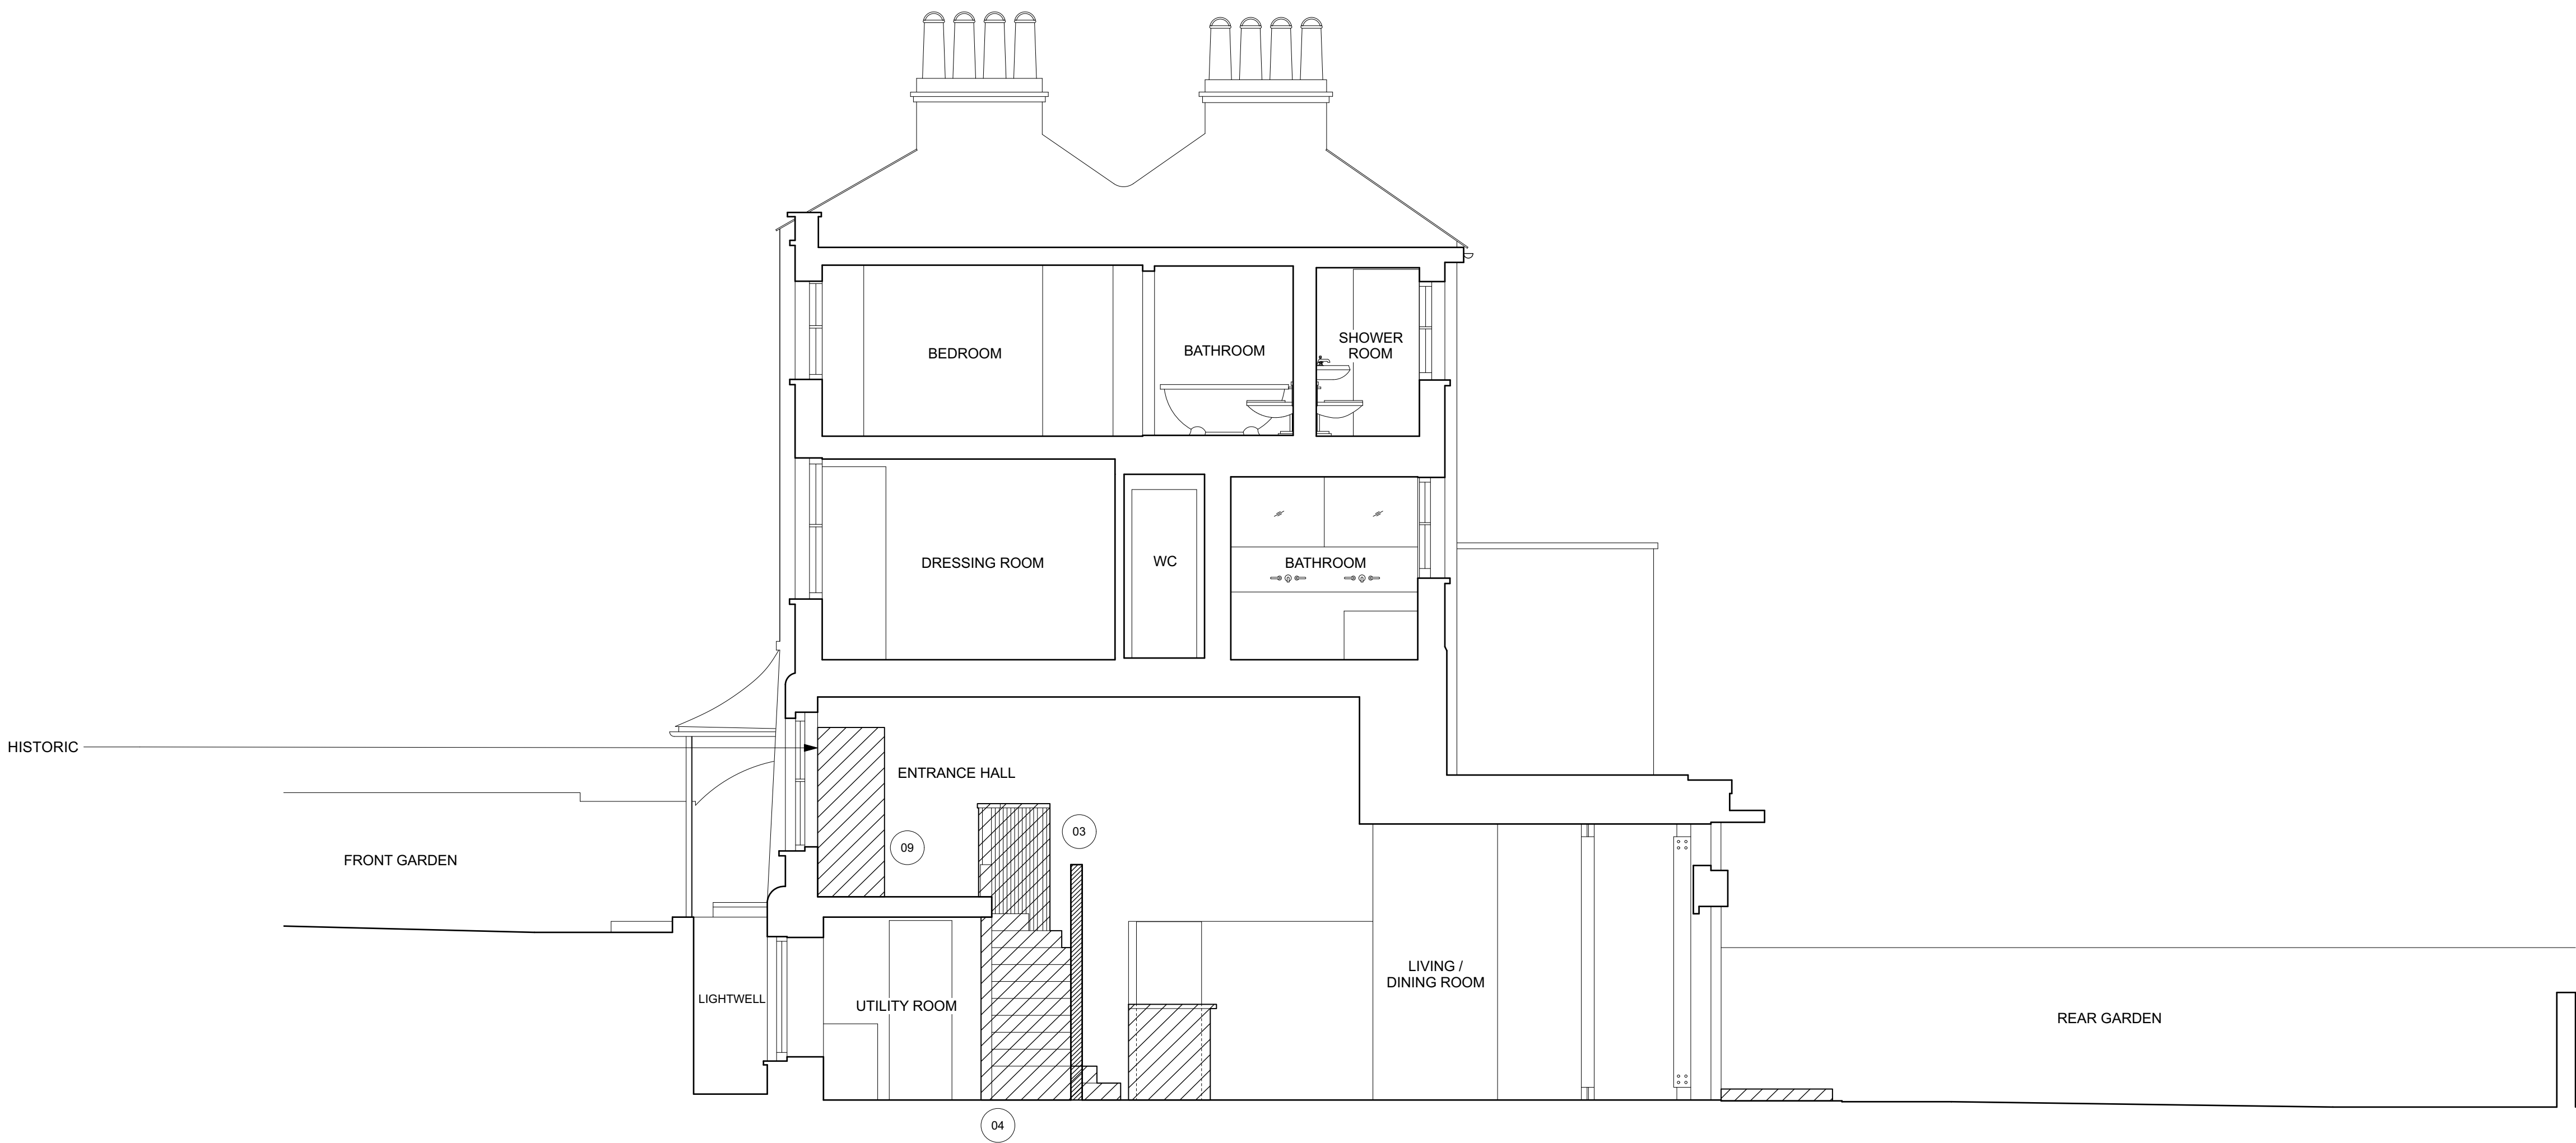 BEDROOM
BATHROOM
SHOWER
ROOM
DRESSING ROOM
WC
BATHROOM
HISTORIC
ENTRANCE HALL
03
09
FRONT GARDEN
LIVING /
DINING ROOM
LIGHTWELL
UTILITY ROOM
REAR GARDEN
04